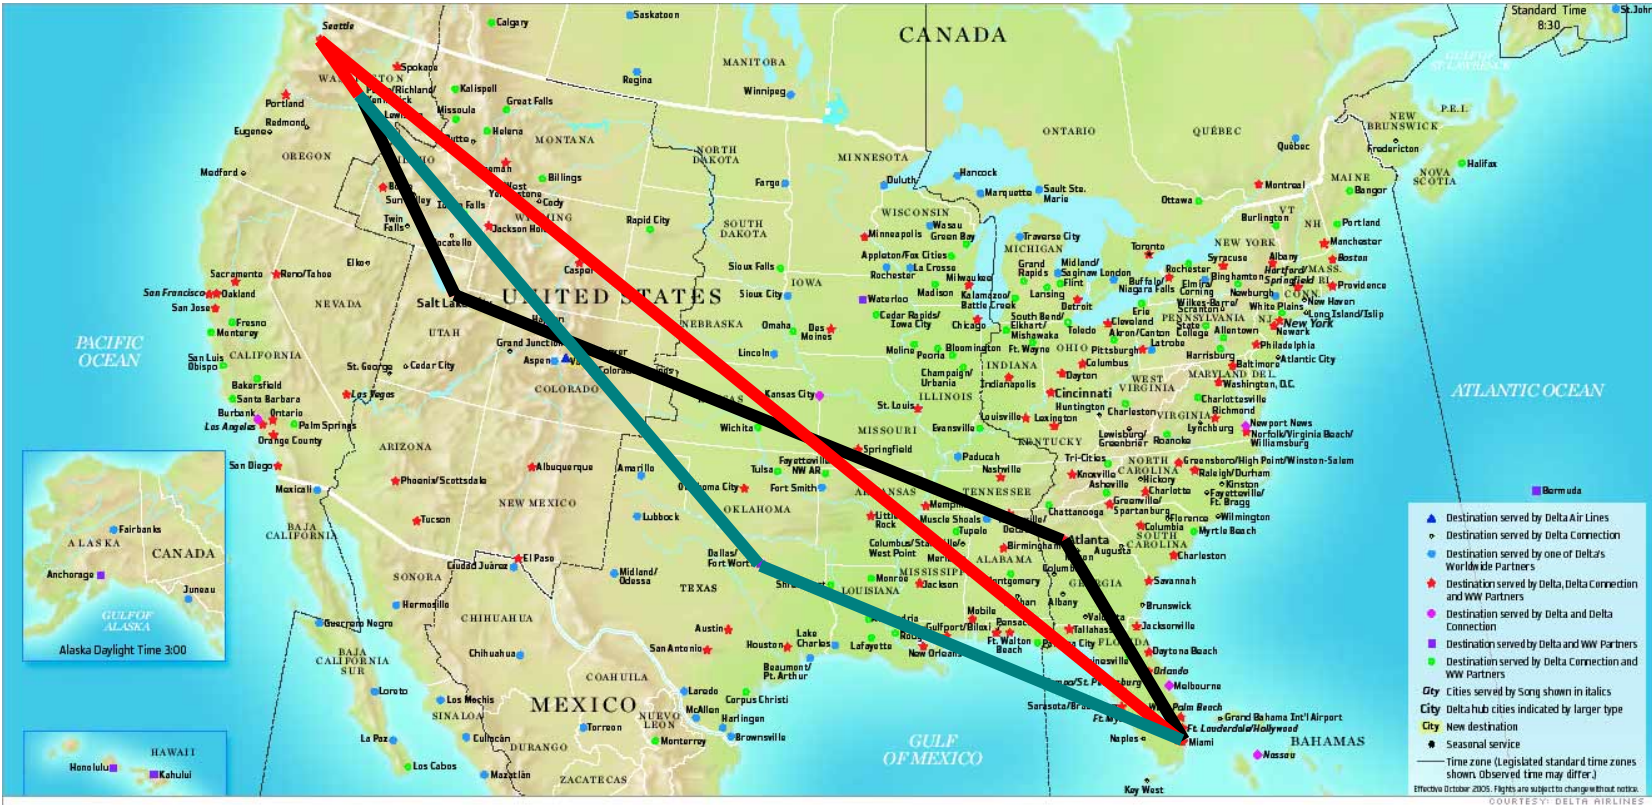 Standard Time
8:30
St.John
CANADA
Seattle
Calgary
Saskatoon
MANITOBA
Regina
Winnipeg
ONTARIO
QUÉBEC
GULF OF
ST. LAWRENCE
P.E.I.
NEW
BRUNSWICK
Fredericton
Halifax
NOVA
SCOTIA
Spokane
Kalispell
Great Falls
Missoula
Helena
MONTANA
Portland
Redmond
Eugene
OREGON
Medford
Billings
Cody
Rapid City
NORTH
DAKOTA
Fargo
SOUTH
DAKOTA
Sioux Falls
Sioux City
MINNESOTA
Duluth
Hancock
Marquette
Sault Ste.
Marie
Québec
MAINE
Bangor
Montreal
Ottawa
Burlington
VT
NH
Portland
Manchester
Boston
MASS.
Providence
WISCONSIN
Wasau
Green Bay
Minneapolis
Appleton/Fox Cities
La Crosse
Rochester
Milwaukee
Madison
Traverse City
MICHIGAN
Grand
Rapids
Midland/
Saginaw
London
Flint
Lansing
Kalamazoo/
Battle Creek
Detroit
Toronto
NEW YORK
Rochester
Syracuse
Albany
Buffalo/
Niagara Falls
Elmira/
Corning
Binghamton
Hartford/
Springfield
RI
CONN.
Newburgh
White Plains
New Haven
Long Island/Islip
New York
Newark
NJ
Wilkes-Barre/
Scranton
PENNSYLVANIA
Erie
Cleveland
Akron/Canton
State
College
Allentown
Philadelphia
Atlantic City
Harrisburg
Latrobe
Pittsburgh
Baltimore
MARYLAND
DEL.
Washington, D.C.
Twin
Falls
Elko
Casper
Sacramento
Reno/Tahoe
San Francisco
Oakland
San Jose
Fresno
Monterey
NEVADA
UTAH
UNITED STATES
IOWA
Waterloo
Cedar Rapids/
Iowa City
Des
Moines
Omaha
NEBRASKA
Lincoln
Chicago
Moline
Peoria
Bloomington
South Bend/
Elkhart/
Mishawaka
Ft. Wayne
Toledo
OHIO
Columbus
Dayton
Cincinnati
INDIANA
Indianapolis
Champaign/
Urbania
ILLINOIS
St. Louis
MISSOURI
Kansas City
Evansville
Louisville
Lexington
Huntington
Charleston
WEST
VIRGINIA
VIRGINIA
Charlottesville
Richmond
Lynchburg
Newport News
Norfolk/Virginia Beach/
Williamsburg
Lewisburg/
Greenbrier
Roanoke
PACIFIC
OCEAN
ATLANTIC OCEAN
San Luis
Obispo
CALIFORNIA
Bakersfield
Santa Barbara
Burbank
Ontario
Los Angeles
Palm Springs
Orange County
San Diego
Mexicali
Las Vegas
St. George
Cedar City
Grand Junction
Aspen
COLORADO
ARIZONA
Phoenix/Scottsdale
Tucson
Albuquerque
NEW MEXICO
Wichita
Amarillo
Lubbock
Tulsa
Fayetteville
NW AR
Fort Smith
OKLAHOMA
Springfield
Paducah
KENTUCKY
Nashville
TENNESSEE
Tri-Cities
Knoxville
Asheville
NORTH
CAROLINA
Hickory
Charlotte
Greensboro/High Point/Winston-Salem
Raleigh/Durham
Kinston
Fayetteville/
Ft. Bragg
Wilmington
Greenville/
Spartanburg
Florence
Columbia
SOUTH
CAROLINA
Myrtle Beach
Charleston
Chattanooga
Atlanta
Augusta
GEORGIA
Savannah
Brunswick
Albany
Muscle Shoals
Tupelo
Birmingham
ALABAMA
Little
Rock
MISSISSIPPI
Jackson
Monroe
LOUISIANA
Dallas/
Fort Worth
TEXAS
Midland/
Odessa
El Paso
Ciudad Juárez
Austin
San Antonio
Houston
Lake
Charles
Beaumont/
Pt. Arthur
Lafayette
New Orleans
Gulfport/Biloxi
Mobile
Ft. Walton
Beach
Jacksonville
Daytona Beach
Orlando
Melbourne
Naples
Miami
Ft. Lauderdale/Hollywood
Key West
Grand Bahama Int'l Airport
BAHAMAS
Nassau
Bermuda
GULF
OF MEXICO
BAJA
CALIFORNIA
SONORA
Hermosillo
Guerrero Negro
BAJA
CALIFORNIA
SUR
Loreto
La Paz
Los Cabos
CHIHUAHUA
Chihuahua
Los Mochis
SINALOA
Culiacán
Mazatlán
DURANGO
MEXICO
COAHUILA
Torreon
NUEVO
LEON
Monterrey
ZACATECAS
Laredo
McAllen
Corpus Christi
Harlingen
Brownsville
Fairbanks
ALASKA
CANADA
Anchorage
Juneau
GULF OF
ALASKA
Alaska Daylight Time 3:00
HAWAII
Honolulu
Kahului
Destination served by Delta Air Lines
Destination served by Delta Connection
Destination served by one of Delta's
Worldwide Partners
Destination served by Delta, Delta Connection
and WW Partners
Destination served by Delta and Delta
Connection
Destination served by Delta and WW Partners
Destination served by Delta Connection and
WW Partners
City Cities served by Song shown in italics
City Delta hub cities indicated by larger type
City New destination
Seasonal service
Time zone (Legislated standard time zones
shown. Observed time may differ.)
Effective October 2005. Flights are subject to change without notice.
COURTESY: DELTA AIRLINES